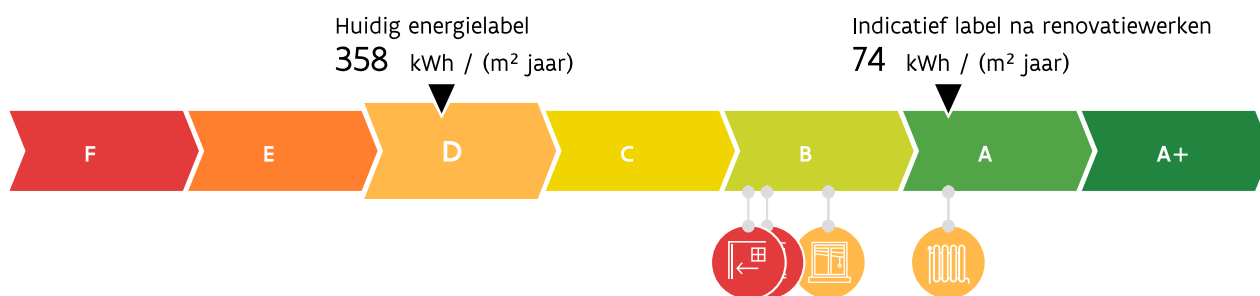 Huidig energielabel
358 kWh / (m² jaar)
Indicatief label na renovatiewerken
74 kWh / (m² jaar)
F
E
D
C
B
A
A+